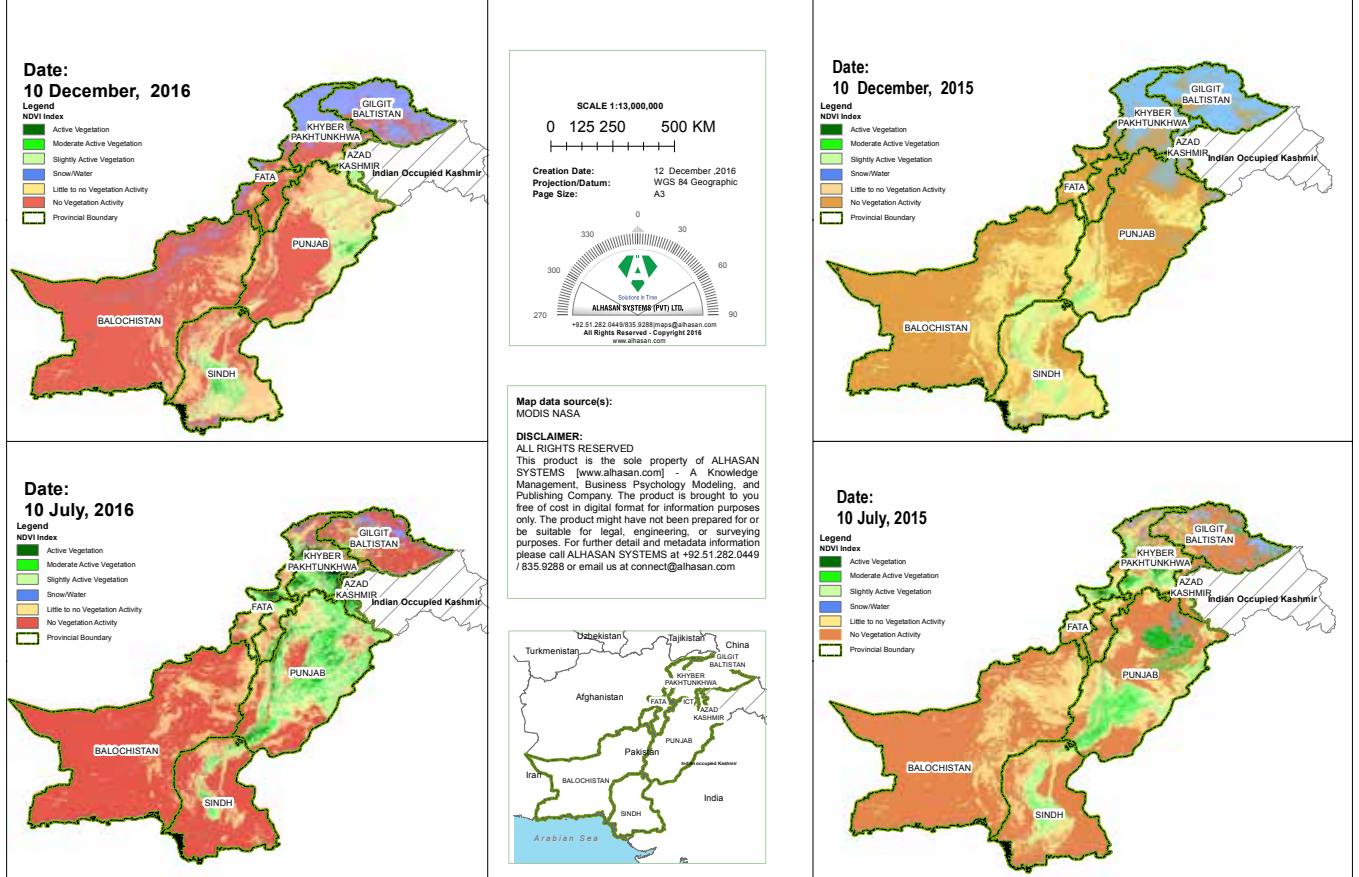 Date:
10 December, 2016
Legend
NDVI Index
Active Vegetation
Moderate Active Vegetation
Slightly Active Vegetation
Snow/Water
Little to no Vegetation Activity
No Vegetation Activity
Provincial Boundary
GILGIT
BALTISTAN
KHYBER
PAKHTUNKHWA
AZAD
KASHMIR
Indian Occupied Kashmir
FATA
PUNJAB
BALOCHISTAN
SINDH
SCALE 1:13,000,000
0 125 250 500 KM
Creation Date: 12 December ,2016
Projection/Datum: WGS 84 Geographic
Page Size: A3
0
330
30
300
60
270
90
A
Solutions in Time
ALHASAN SYSTEMS (PVT) LTD.
+92.51.282.0449/835.9288|maps@alhasan.com
All Rights Reserved - Copyright 2016
www.alhasan.com
Date:
10 December, 2015
Legend
NDVI Index
Active Vegetation
Moderate Active Vegetation
Slightly Active Vegetation
Snow/Water
Little to no Vegetation Activity
No Vegetation Activity
Provincial Boundary
GILGIT
BALTISTAN
KHYBER
PAKHTUNKHWA
AZAD
KASHMIR
Indian Occupied Kashmir
FATA
PUNJAB
BALOCHISTAN
SINDH
Map data source(s):
MODIS NASA
DISCLAIMER:
ALL RIGHTS RESERVED
This product is the sole property of ALHASAN
SYSTEMS [www.alhasan.com] - A Knowledge
Management, Business Psychology Modeling, and
Publishing Company. The product is brought to you
free of cost in digital format for information purposes
only. The product might have not been prepared for or
be suitable for legal, engineering, or surveying
purposes. For further detail and metadata information
please call ALHASAN SYSTEMS at +92.51.282.0449
/ 835.9288 or email us at connect@alhasan.com
Date:
10 July, 2016
Legend
NDVI Index
Active Vegetation
Moderate Active Vegetation
Slightly Active Vegetation
Snow/Water
Little to no Vegetation Activity
No Vegetation Activity
Provincial Boundary
GILGIT
BALTISTAN
KHYBER
PAKHTUNKHWA
AZAD
KASHMIR
Indian Occupied Kashmir
FATA
PUNJAB
BALOCHISTAN
SINDH
Uzbekistan
Tajikistan
Turkmenistan
China
GILGIT
BALTISTAN
KHYBER
PAKHTUNKHWA
Afghanistan
FATA
ICT
AZAD
KASHMIR
PUNJAB
Pakistan
Indian occupied Kashmir
Iran
BALOCHISTAN
India
SINDH
Arabian Sea
Date:
10 July, 2015
Legend
NDVI Index
Active Vegetation
Moderate Active Vegetation
Slightly Active Vegetation
Snow/Water
Little to no Vegetation Activity
No Vegetation Activity
Provincial Boundary
GILGIT
BALTISTAN
KHYBER
PAKHTUNKHWA
AZAD
KASHMIR
Indian Occupied Kashmir
FATA
PUNJAB
BALOCHISTAN
SINDH